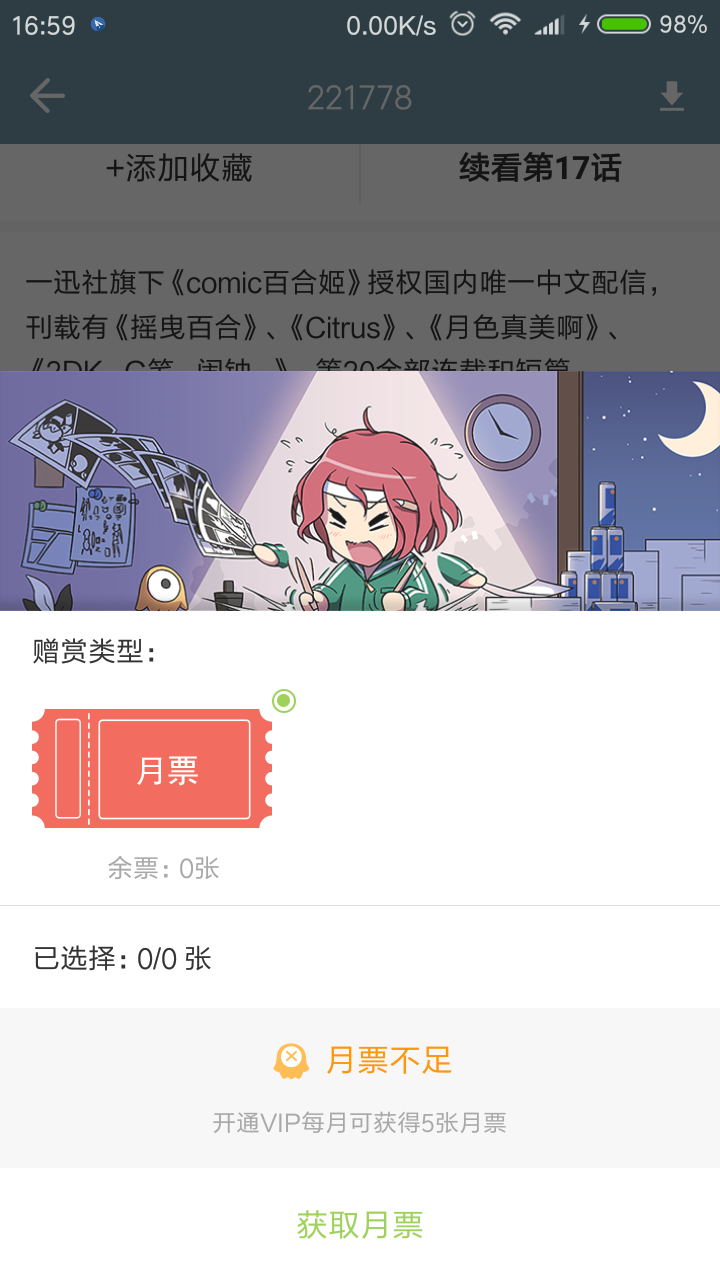 16:59
0.00K/s
98%
221778
+添加收藏
续看第17话
一迅社旗下《comic百合姬》授权国内唯一中文配信，
刊载有《摇曳百合》、《Citrus》、《月色真美啊》、
赠赏类型：
月票
余票：0张
已选择：0/0 张
月票不足
开通VIP每月可获得5张月票
获取月票